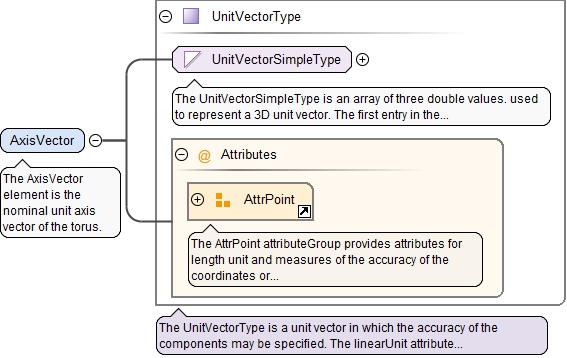 UnitVectorType
UnitVectorSimpleType
The UnitVectorSimpleType is an array of three double values. used
to represent a 3D unit vector. The first entry in the...
AxisVector
The AxisVector
element is the
nominal unit axis
vector of the torus.
@ Attributes
AttrPoint
The AttrPoint attributeGroup provides attributes for
length unit and measures of the accuracy of the
coordinates or...
The UnitVectorType is a unit vector in which the accuracy of the
components may be specified. The linearUnit attribute...